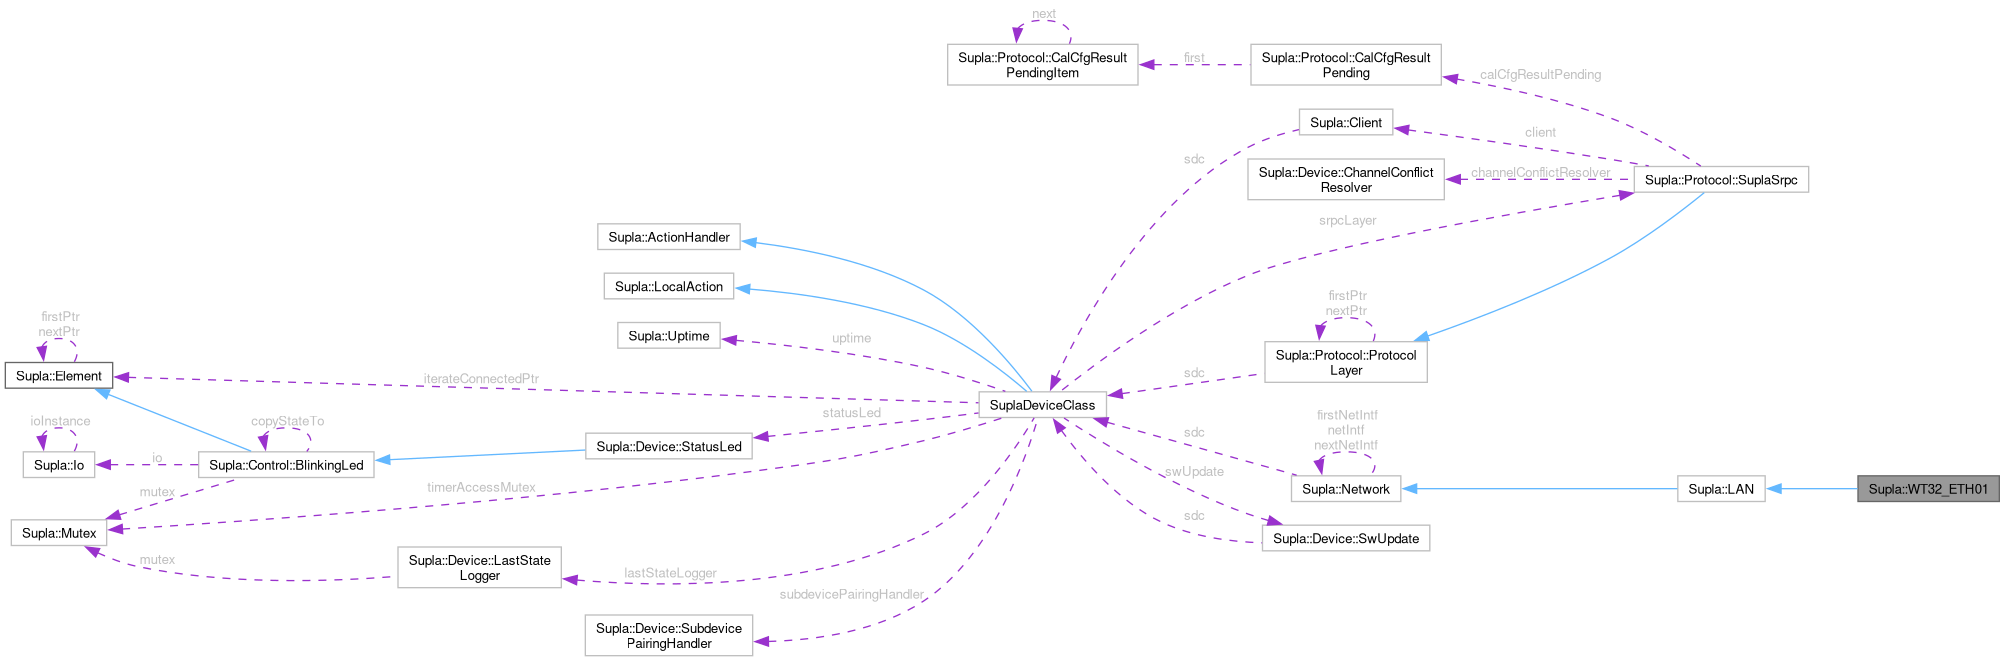 next
Supla::Protocol::CalCfgResult
PendingItem
first
Supla::Protocol::CalCfgResult
Pending
calCfgResultPending
Supla::Client
client
sdc
Supla::Device::ChannelConflict
Resolver
channelConflictResolver
Supla::Protocol::SuplaSrpc
srpcLayer
Supla::ActionHandler
Supla::LocalAction
Supla::Uptime
uptime
firstPtr
nextPtr
Supla::Protocol::Protocol
Layer
sdc
firstPtr
nextPtr
Supla::Element
iterateConnectedPtr
SuplaDeviceClass
statusLed
copyStateTo
ioInstance
Supla::Io
io
Supla::Control::BlinkingLed
Supla::Device::StatusLed
firstNetIntf
netIntf
nextNetIntf
sdc
Supla::Network
Supla::LAN
Supla::WT32_ETH01
swUpdate
mutex
timerAccessMutex
sdc
Supla::Mutex
Supla::Device::SwUpdate
mutex
Supla::Device::LastState
Logger
lastStateLogger
subdevicePairingHandler
Supla::Device::Subdevice
PairingHandler